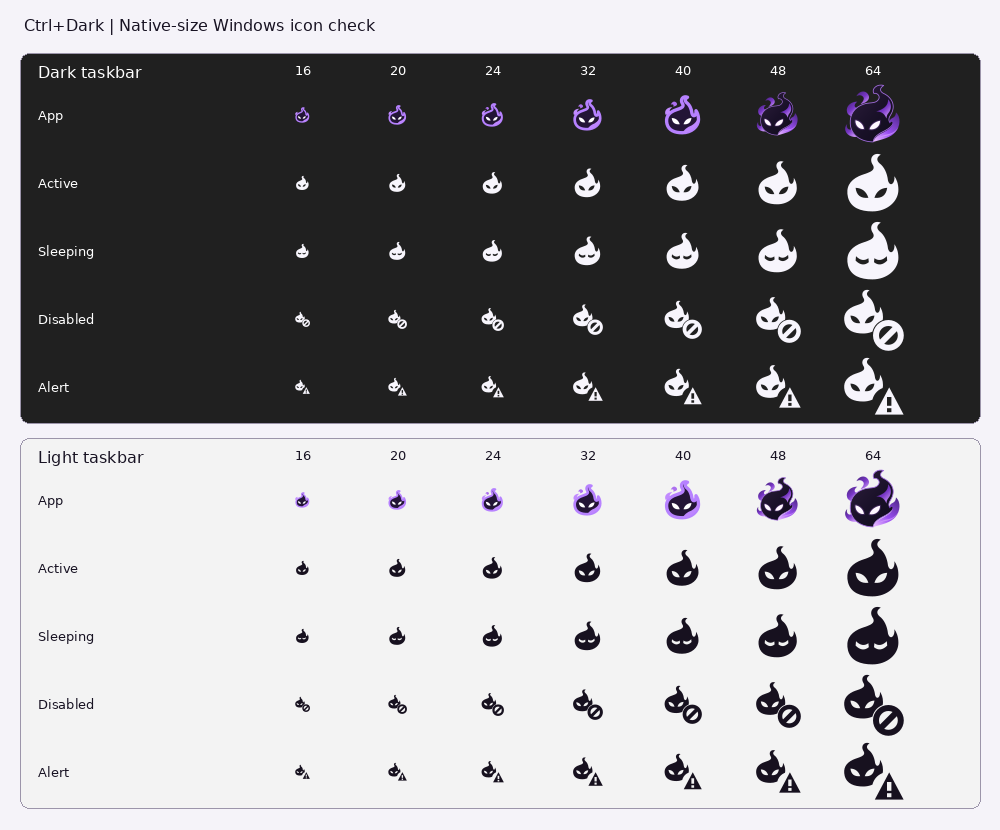 Ctrl+Dark | Native-size Windows icon check
Dark taskbar 16 20 24 32 40 48 64
App
Active
Sleeping
Disabled
Alert
Light taskbar 16 20 24 32 40 48 64
App
Active
Sleeping
Disabled
Alert